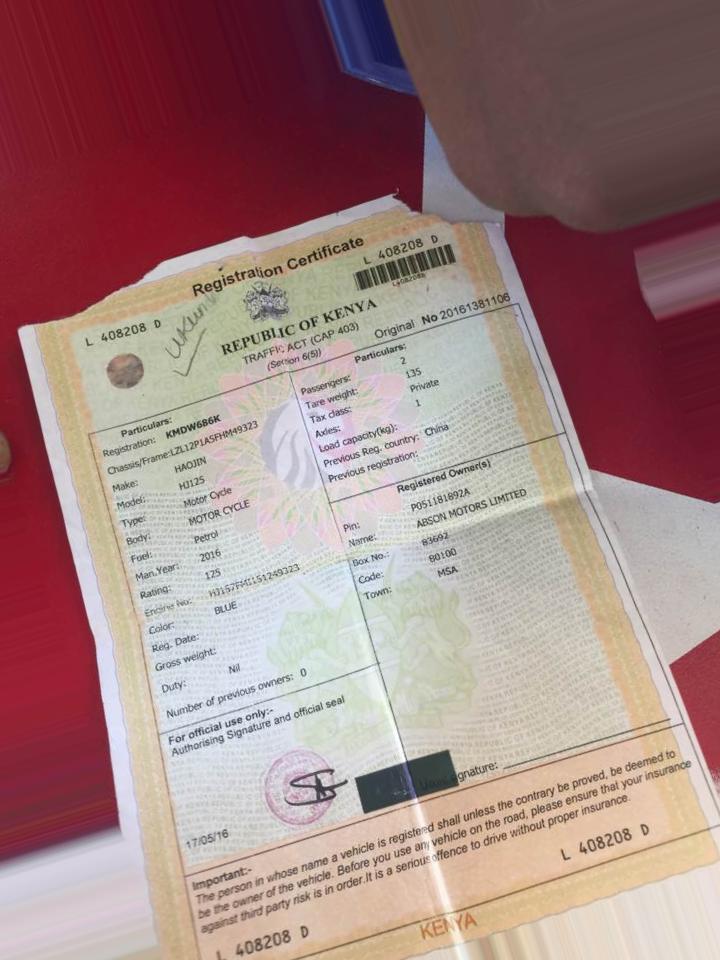 Registration Certificate
L 408208 D
L408208D
L 408208 D
Ukunda
REPUBLIC OF KENYA
TRAFFIC ACT (CAP 403)
(Section 6(5))
Original No 20161381106
Particulars:
Registration: KMDW686K
Chassis/Frame: LZL12P1A5FHM49323
Make: HAOJIN
Model: HJ125
Type: Motor Cycle
Body: MOTOR CYCLE
Fuel: Petrol
Man.Year: 2016
Rating: 125
Engine No: HJ157FMI151249323
Color: BLUE
Reg. Date:
Gross weight:
Duty: Nil
Number of previous owners: 0
Particulars:
Passengers: 2
Tare weight: 135
Tax class: Private
Axles: 1
Load capacity(kg):
Previous Reg. country: China
Previous registration:
Registered Owner(s)
Pin: P051181892A
Name: ABSON MOTORS LIMITED
Box No.: 83692
Code: 80100
Town: MSA
For official use only:-
Authorising Signature and official seal
17/05/16
signature:
Important:-
The person in whose name a vehicle is registered shall unless the contrary be proved, be deemed to
be the owner of the vehicle. Before you use any vehicle on the road, please ensure that your insurance
against third party risk is in order.It is a serious offence to drive without proper insurance.
L 408208 D
L 408208 D
KENYA